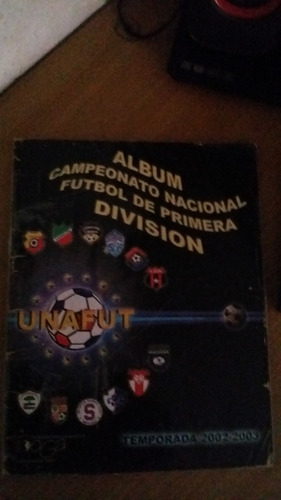 ALBUM
CAMPEONATO NACIONAL
FUTBOL DE PRIMERA
DIVISION
UNAFUT
S
TEMPORADA 2002-2003